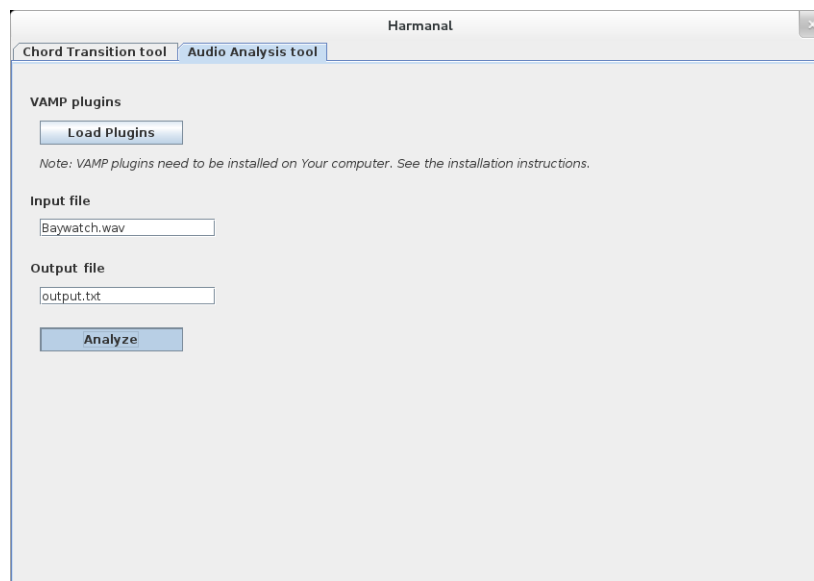 Harmanal
Chord Transition tool
Audio Analysis tool
VAMP plugins
Load Plugins
Note: VAMP plugins need to be installed on Your computer. See the installation instructions.
Input file
Baywatch.wav
Output file
output.txt
Analyze